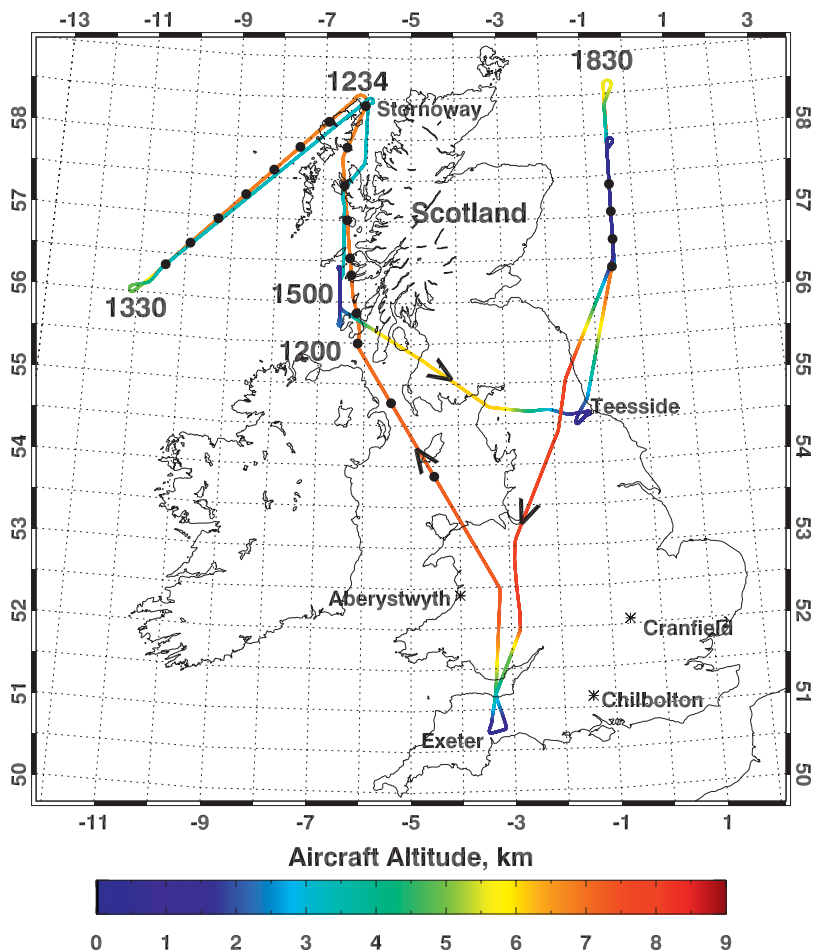 -13 -11 -9 -7 -6 -5 -3 -1 1 3
1830
1234
Stornoway
58 58
Scotland
57 57
56 56
1330
1500
1200
55 55
Teesside
54 54
53 53
Aberystwyth
52 52
Cranfield
51 51
Chilbolton
Exeter
50 50
-11 -9 -7 -5 -3 -1 1
Aircraft Altitude, km
0 1 2 3 4 5 6 7 8 9